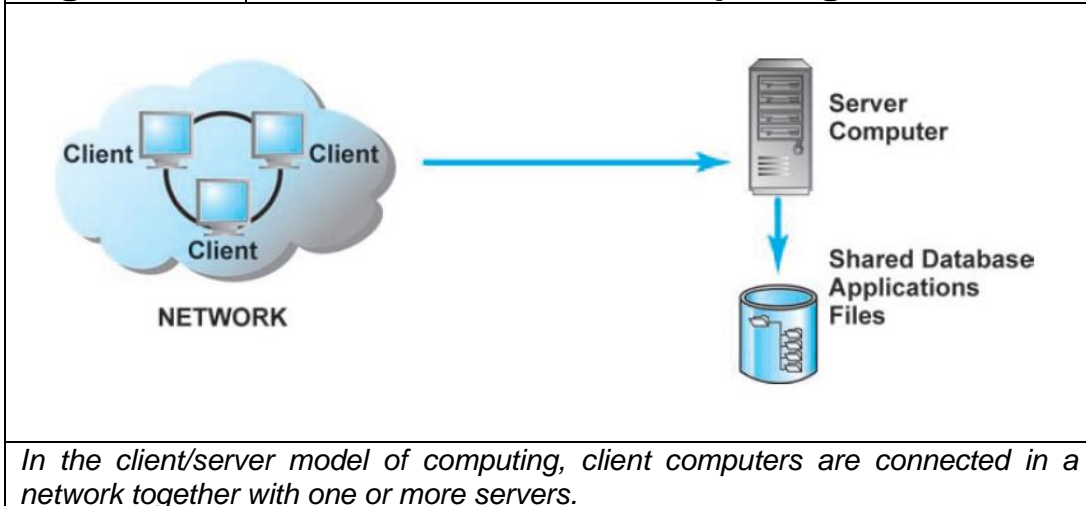 Client
Client
Client
NETWORK
Server
Computer
Shared Database
Applications
Files
In the client/server model of computing, client computers are connected in a
network together with one or more servers.